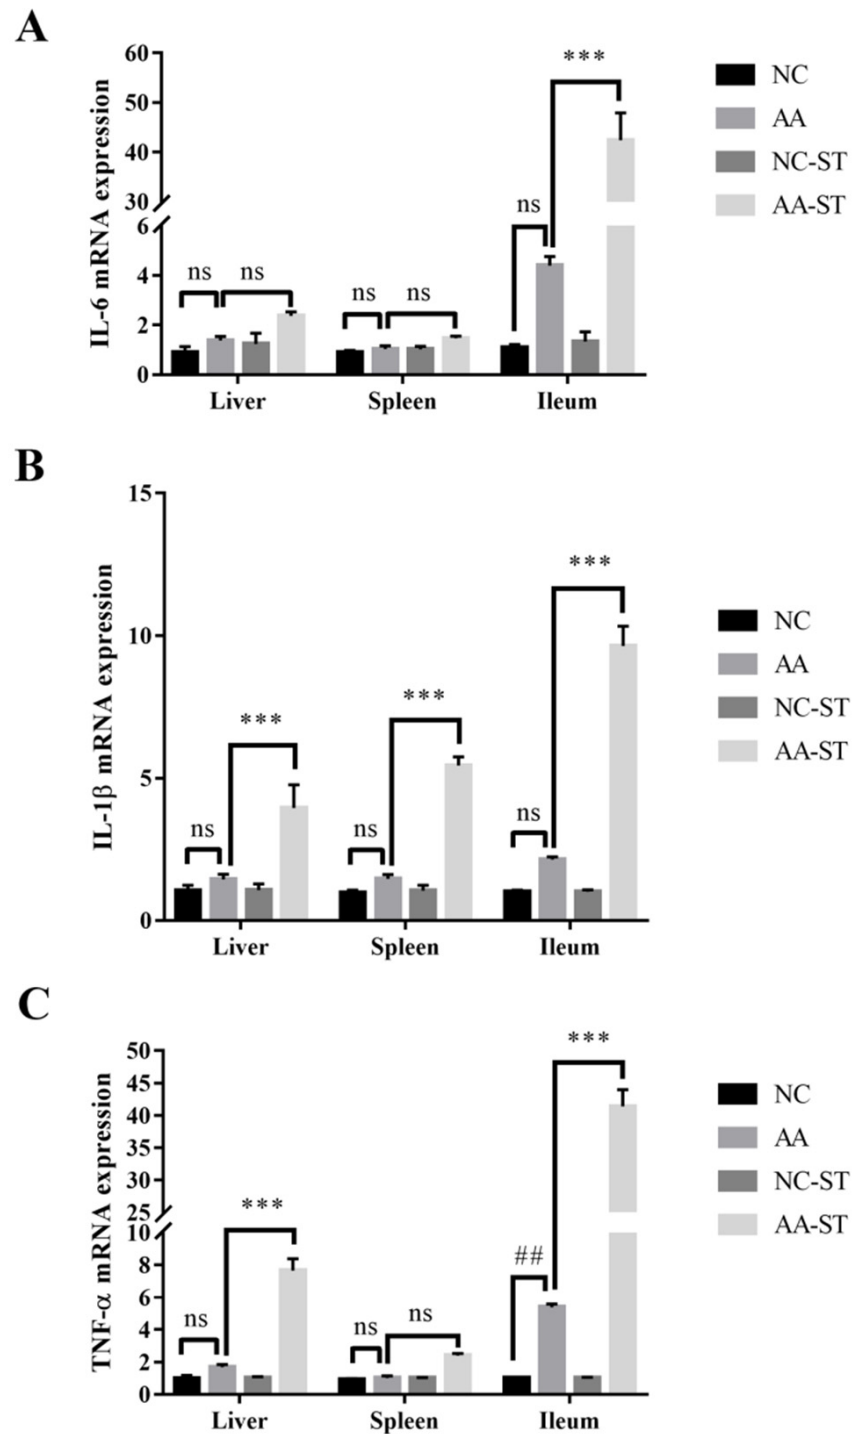 A
IL-6 mRNA expression
60
50
40
30
6
4
2
0
ns
ns
ns
ns
ns
***
Liver
Spleen
Ileum
NC
AA
NC-ST
AA-ST
B
IL-1β mRNA expression
15
10
5
0
ns
***
ns
***
ns
***
Liver
Spleen
Ileum
NC
AA
NC-ST
AA-ST
C
TNF-α mRNA expression
50
45
40
35
30
25
10
8
6
4
2
0
ns
***
ns
ns
##
***
Liver
Spleen
Ileum
NC
AA
NC-ST
AA-ST